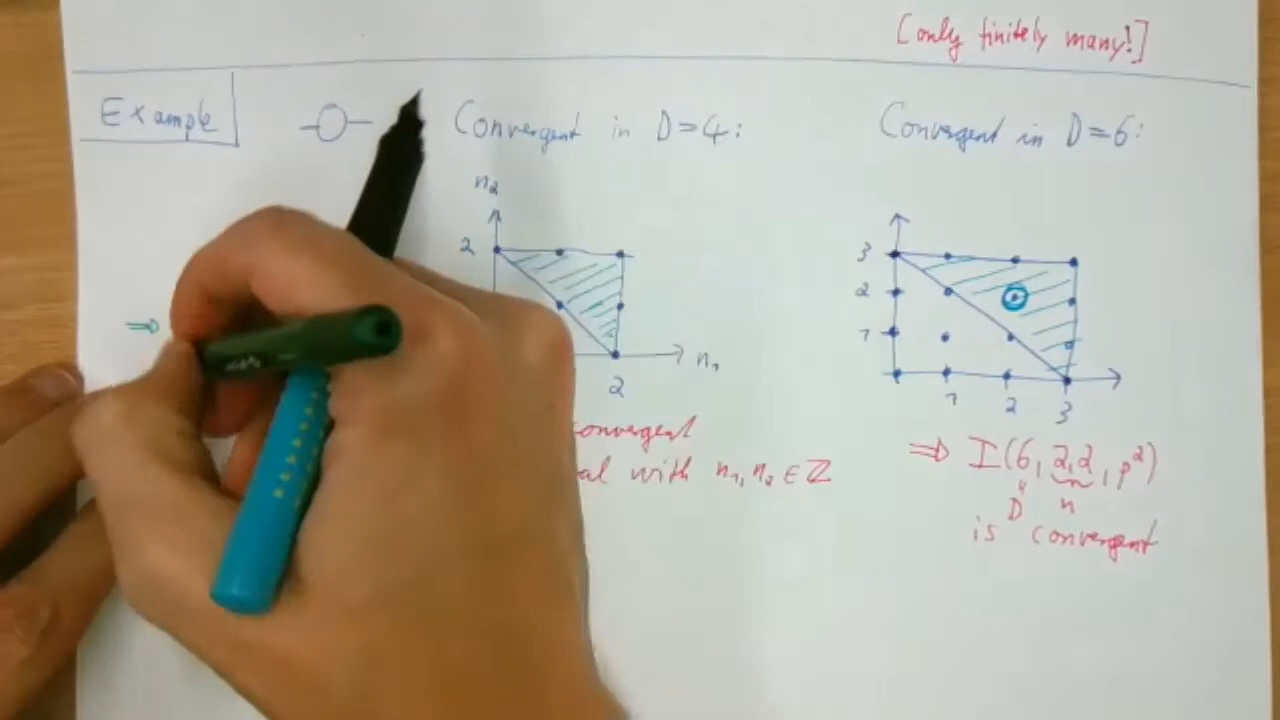 [only finitely many!]
Example
Convergent in D=4:
Convergent in D=6:
n₂
2
n₁
2
3
2
1
1
2
3
convergent
with n₁, n₂ ∈ ℤ
⇒
⇒ I(6, 2,2, p²)
D
n
is convergent